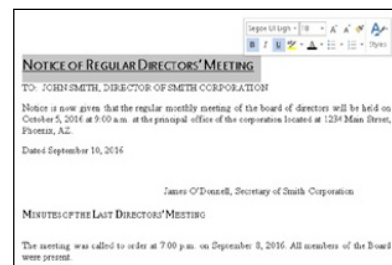 Segoe UI Ligh 18 A A A
B I U A Styles
NOTICE OF REGULAR DIRECTORS' MEETING
TO: JOHN SMITH, DIRECTOR OF SMITH CORPORATION
Notice is now given that the regular monthly meeting of the board of directors will be held on
October 5, 2016 at 9:00 a.m. at the principal office of the corporation located at 1234 Main Street,
Phoenix, AZ.
Dated September 10, 2016
James O'Donnell, Secretary of Smith Corporation
MINUTES OF THE LAST DIRECTORS' MEETING
The meeting was called to order at 7:00 p.m. on September 8, 2016. All members of the Board
were present.